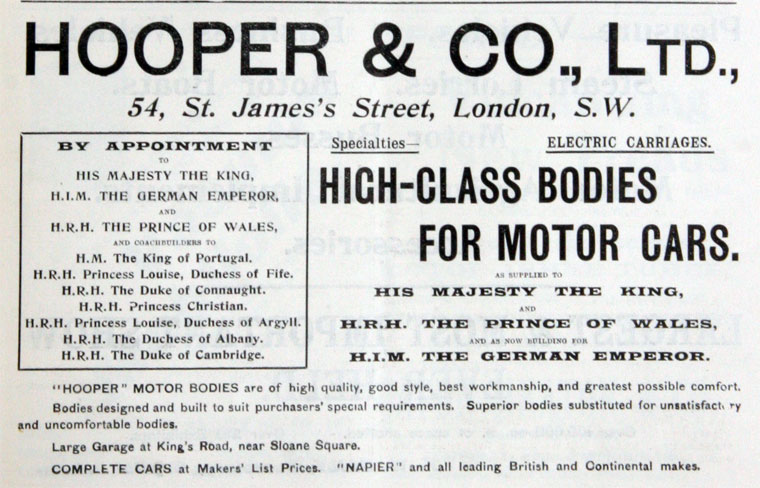 HOOPER & CO., LTD.,
54, St. James's Street, London, S.W.
BY APPOINTMENT
TO
HIS MAJESTY THE KING,
H.I.M. THE GERMAN EMPEROR,
AND
H.R.H. THE PRINCE OF WALES,
AND COACHBUILDERS TO
H.M. The King of Portugal.
H.R.H. Princess Louise, Duchess of Fife.
H.R.H. The Duke of Connaught.
H.R.H. Princess Christian.
H.R.H. Princess Louise, Duchess of Argyll.
H.R.H. The Duchess of Albany.
H.R.H. The Duke of Cambridge.
Specialties— ELECTRIC CARRIAGES.
HIGH-CLASS BODIES
FOR MOTOR CARS.
AS SUPPLIED TO
HIS MAJESTY THE KING,
AND
H.R.H. THE PRINCE OF WALES,
AND AS NOW BUILDING FOR
H.I.M. THE GERMAN EMPEROR.
"HOOPER" MOTOR BODIES are of high quality, good style, best workmanship, and greatest possible comfort.
Bodies designed and built to suit purchasers' special requirements. Superior bodies substituted for unsatisfact ry
and uncomfortable bodies.
Large Garage at King's Road, near Sloane Square.
COMPLETE CARS at Makers' List Prices. "NAPIER" and all leading British and Continental makes.